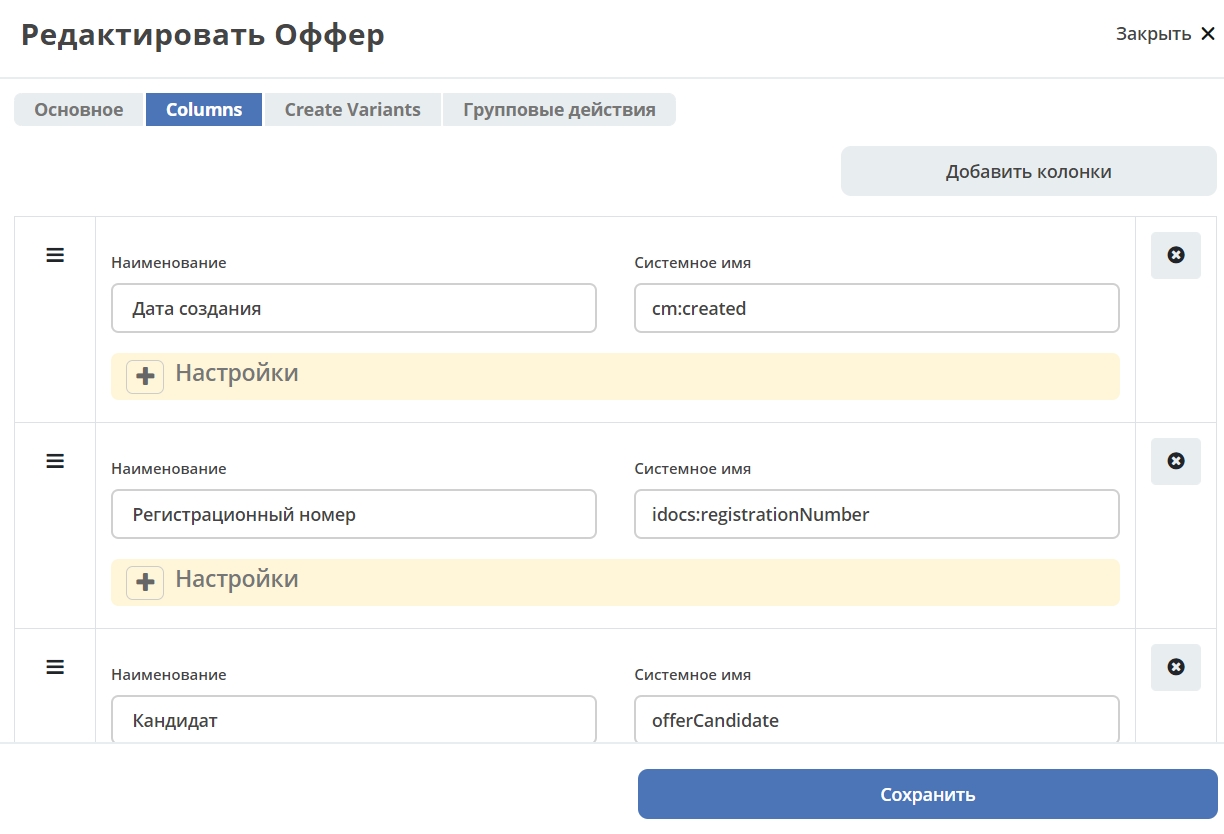 Редактировать Оффер
Закрыть
Основное
Columns
Create Variants
Групповые действия
Добавить колонки
Наименование
Системное имя
Дата создания
cm:created
Настройки
Наименование
Системное имя
Регистрационный номер
idocs:registrationNumber
Настройки
Наименование
Системное имя
Кандидат
offerCandidate
Сохранить